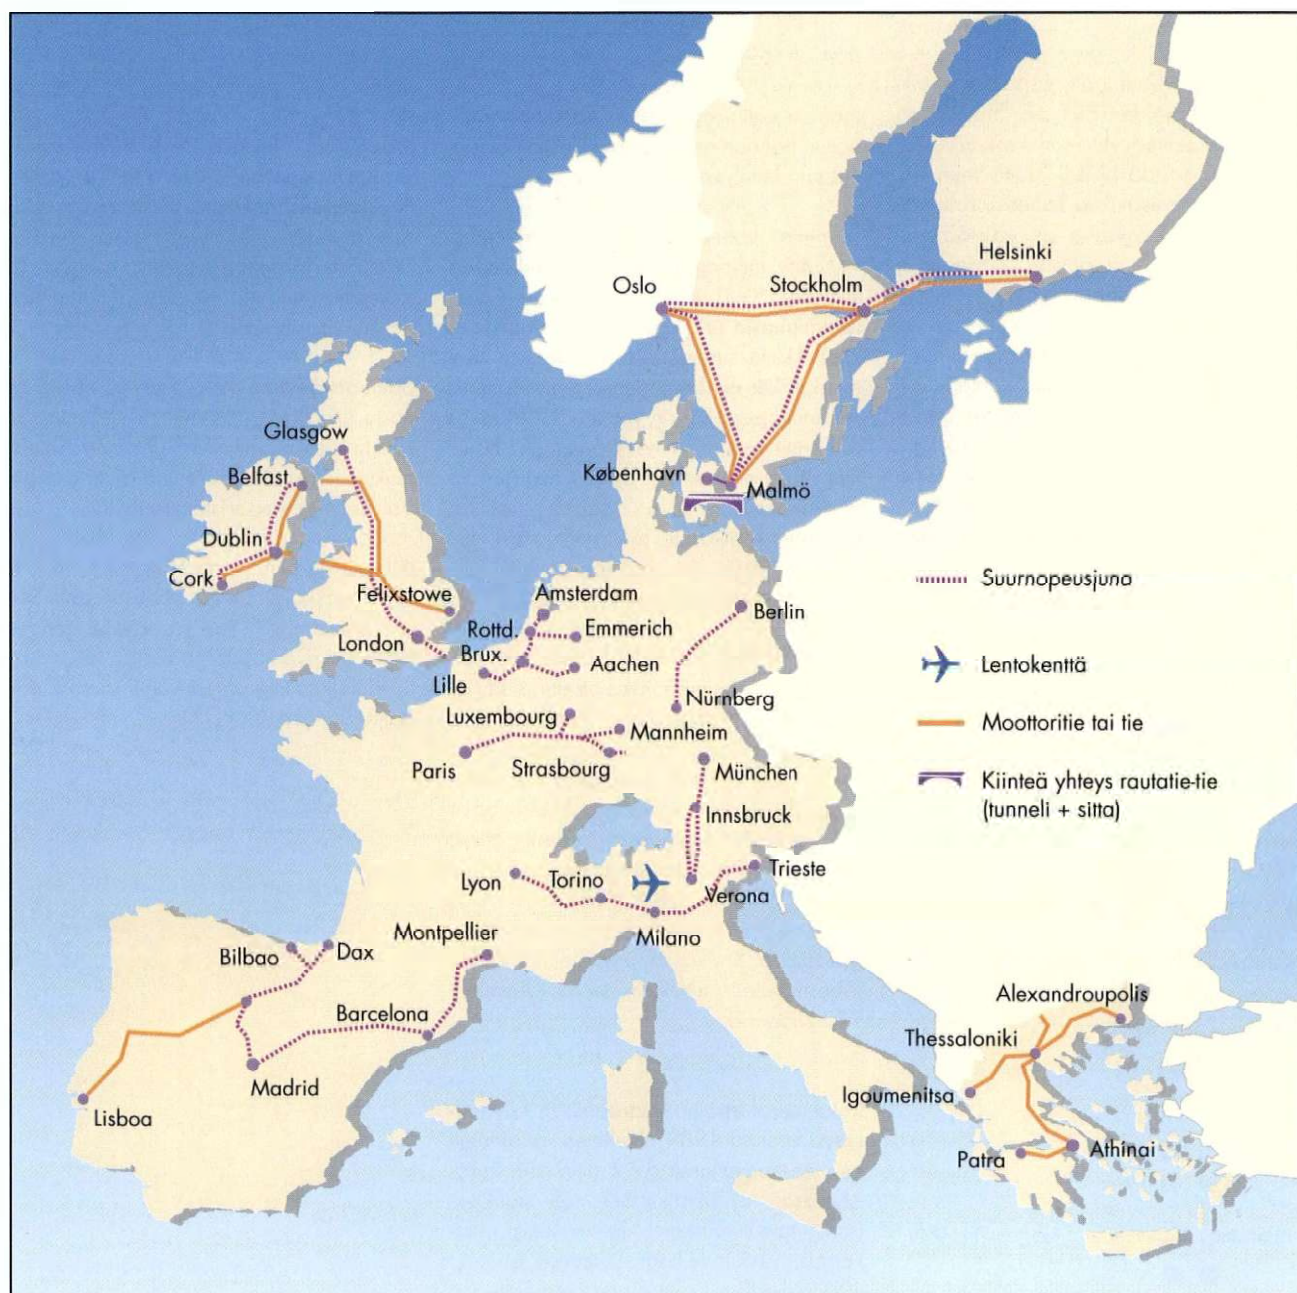 Helsinki
Oslo
Stockholm
Glasgow
Belfast
København
Malmö
Dublin
Cork
Felixstowe
Amsterdam
Berlin
London
Rottd.
Emmerich
Brux.
Aachen
Lille
Nürnberg
Luxembourg
Mannheim
Paris
Strasbourg
München
Innsbruck
Lyon
Torino
Trieste
Verona
Milano
Montpellier
Bilbao
Dax
Barcelona
Madrid
Lisboa
Alexandroupolis
Thessaloniki
Igoumenitsa
Patra
Athínai
Suurnopeusjuna
Lentokenttä
Moottoritie tai tie
Kiinteä yhteys rautatie-tie
(tunneli + sitta)